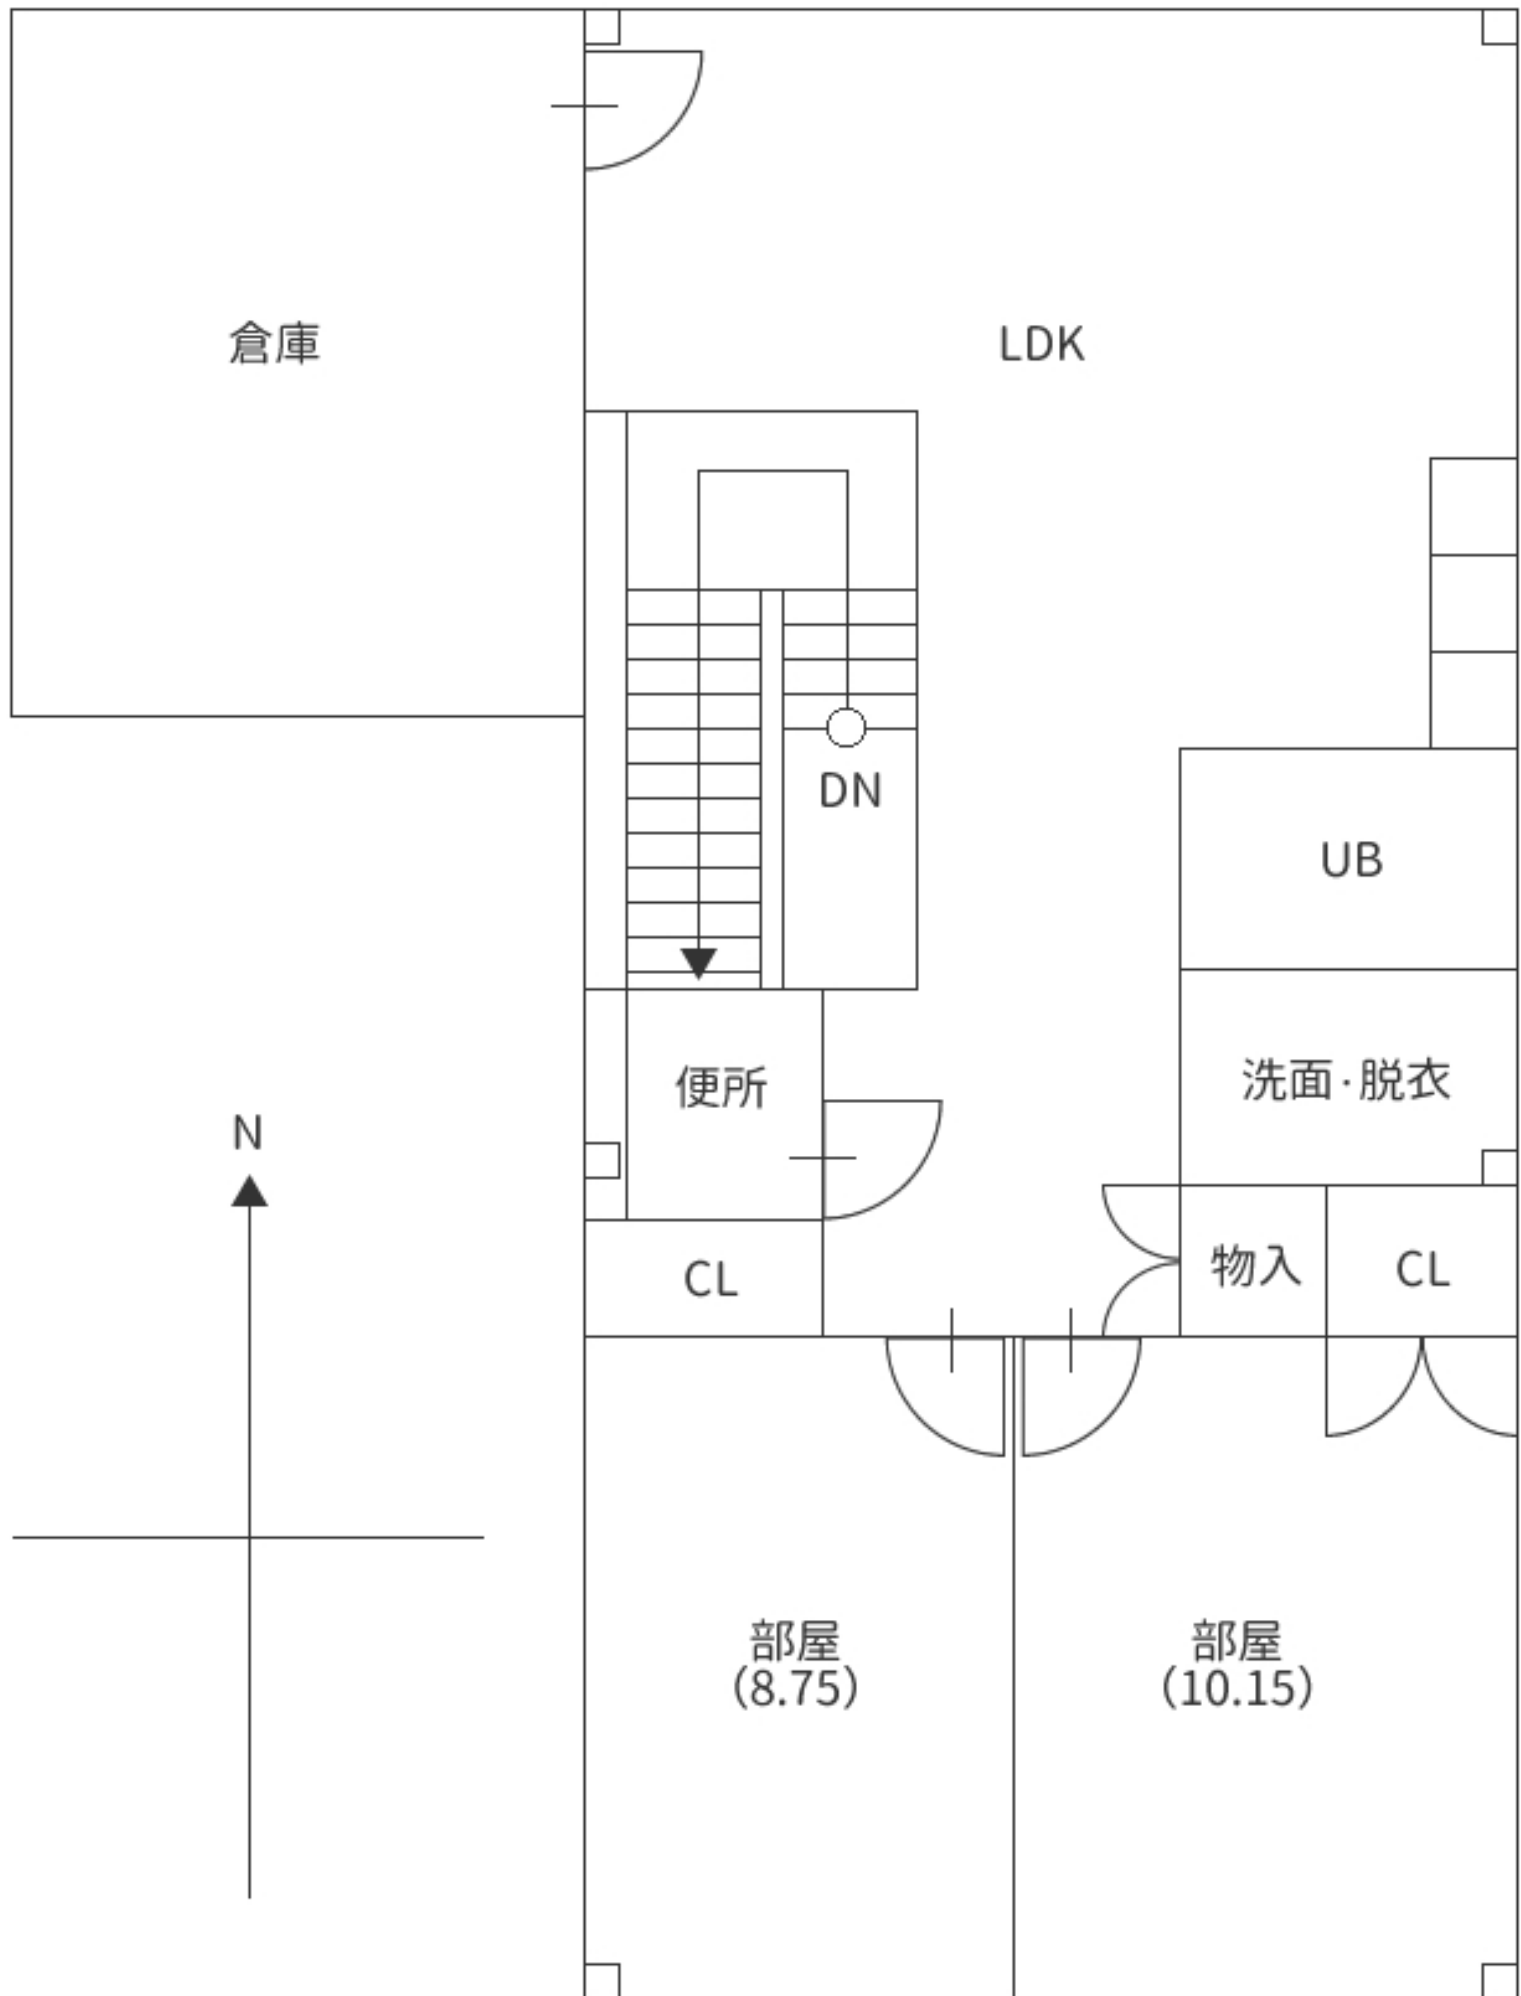 倉庫
LDK
DN
UB
便所
洗面・脱衣
N
CL
物入
CL
部屋
(8.75)
部屋
(10.15)